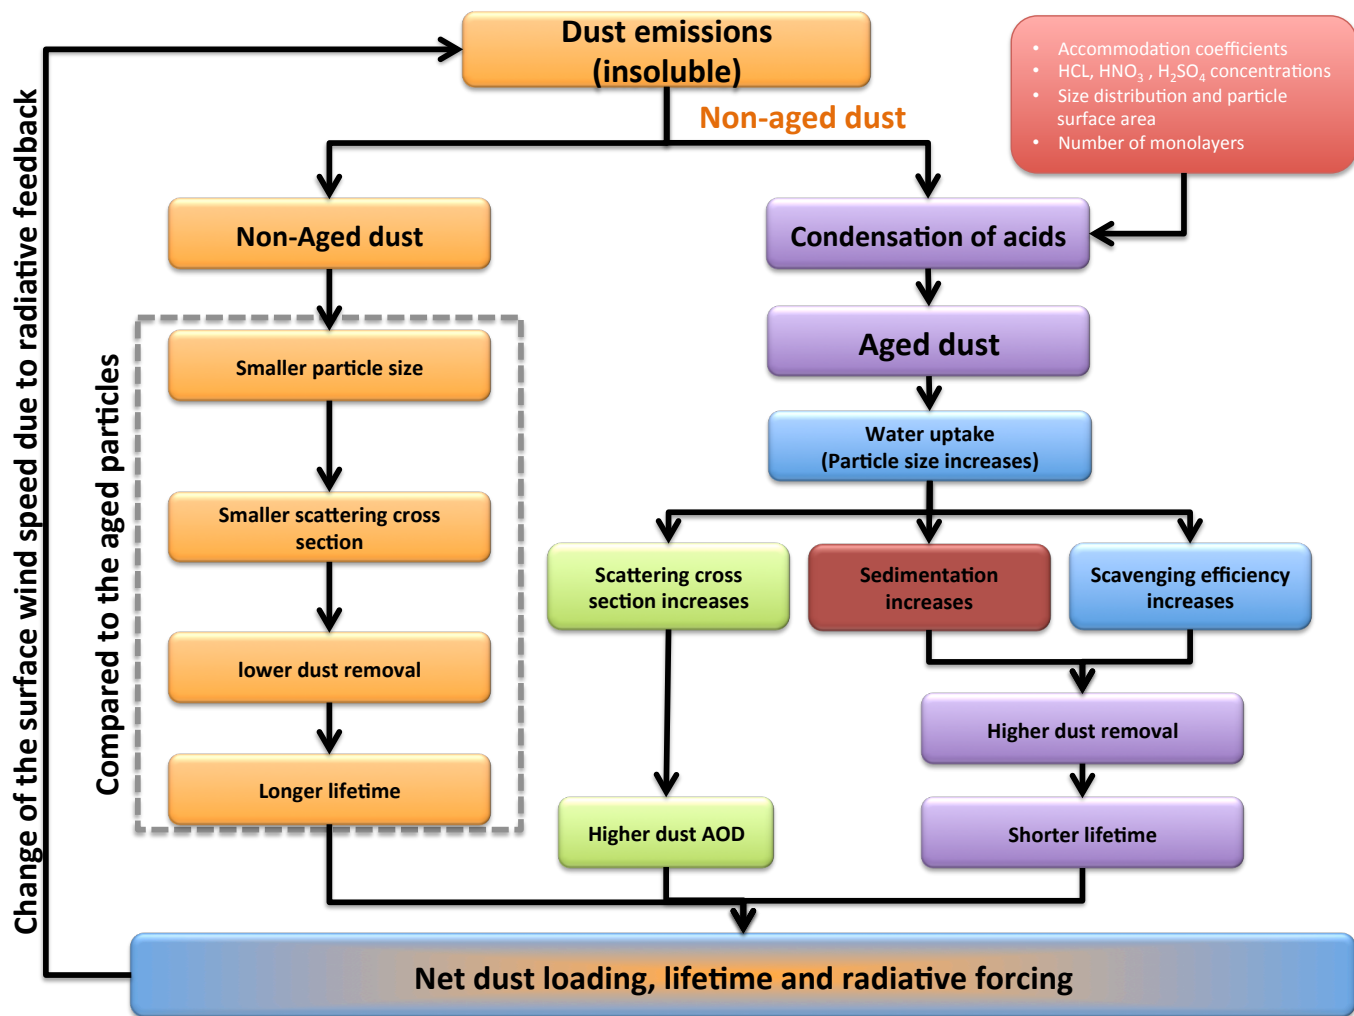 Dust emissions
(insoluble)
• Accommodation coefficients
• HCL, HNO₃ , H₂SO₄ concentrations
• Size distribution and particle
surface area
• Number of monolayers
Non-aged dust
Non-Aged dust
Condensation of acids
Aged dust
Smaller particle size
Water uptake
(Particle size increases)
Smaller scattering cross
section
Scattering cross
section increases
Sedimentation
increases
Scavenging efficiency
increases
lower dust removal
Higher dust removal
Longer lifetime
Higher dust AOD
Shorter lifetime
Net dust loading, lifetime and radiative forcing
Change of the surface wind speed due to radiative feedback
Compared to the aged particles